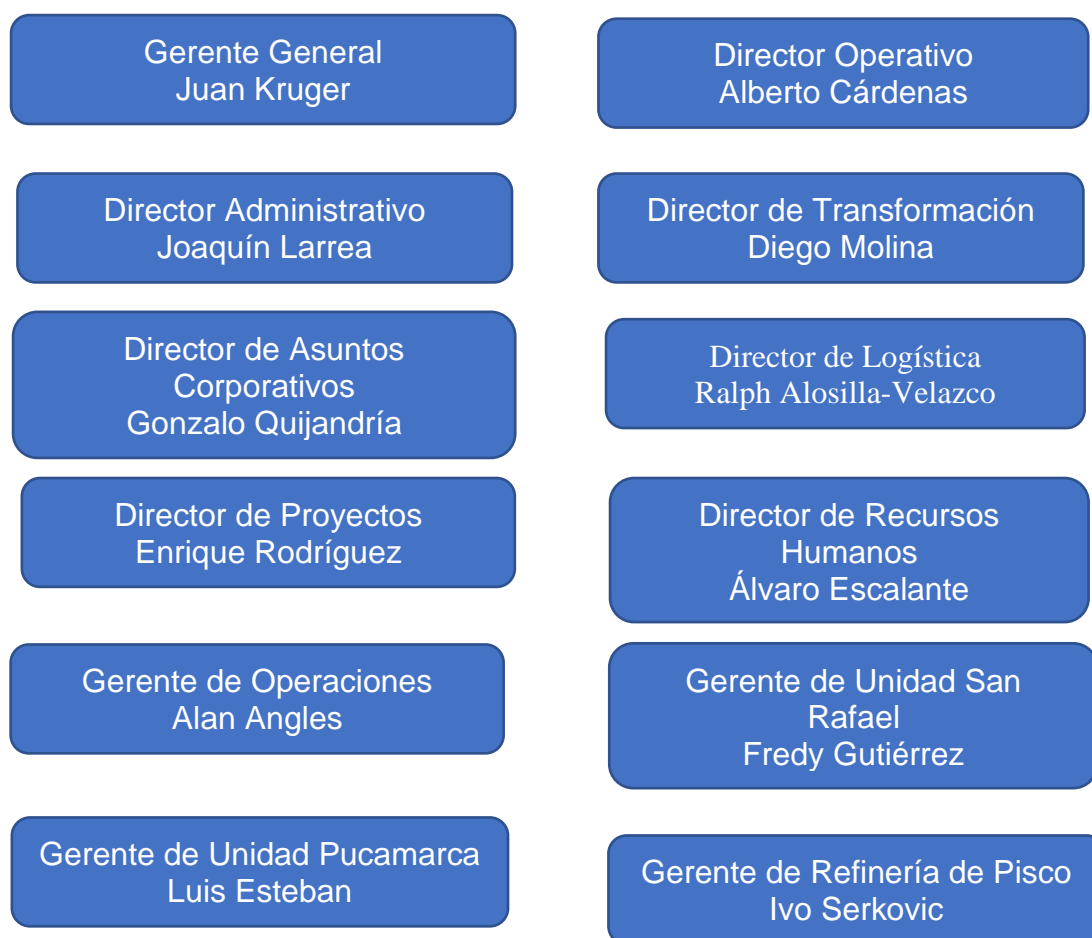 Gerente General
Juan Kruger
Director Operativo
Alberto Cárdenas
Director Administrativo
Joaquín Larrea
Director de Transformación
Diego Molina
Director de Asuntos
Corporativos
Gonzalo Quijandría
Director de Logística
Ralph Alosilla-Velazco
Director de Proyectos
Enrique Rodríguez
Director de Recursos
Humanos
Álvaro Escalante
Gerente de Operaciones
Alan Angles
Gerente de Unidad San
Rafael
Fredy Gutiérrez
Gerente de Unidad Pucamarca
Luis Esteban
Gerente de Refinería de Pisco
Ivo Serkovic